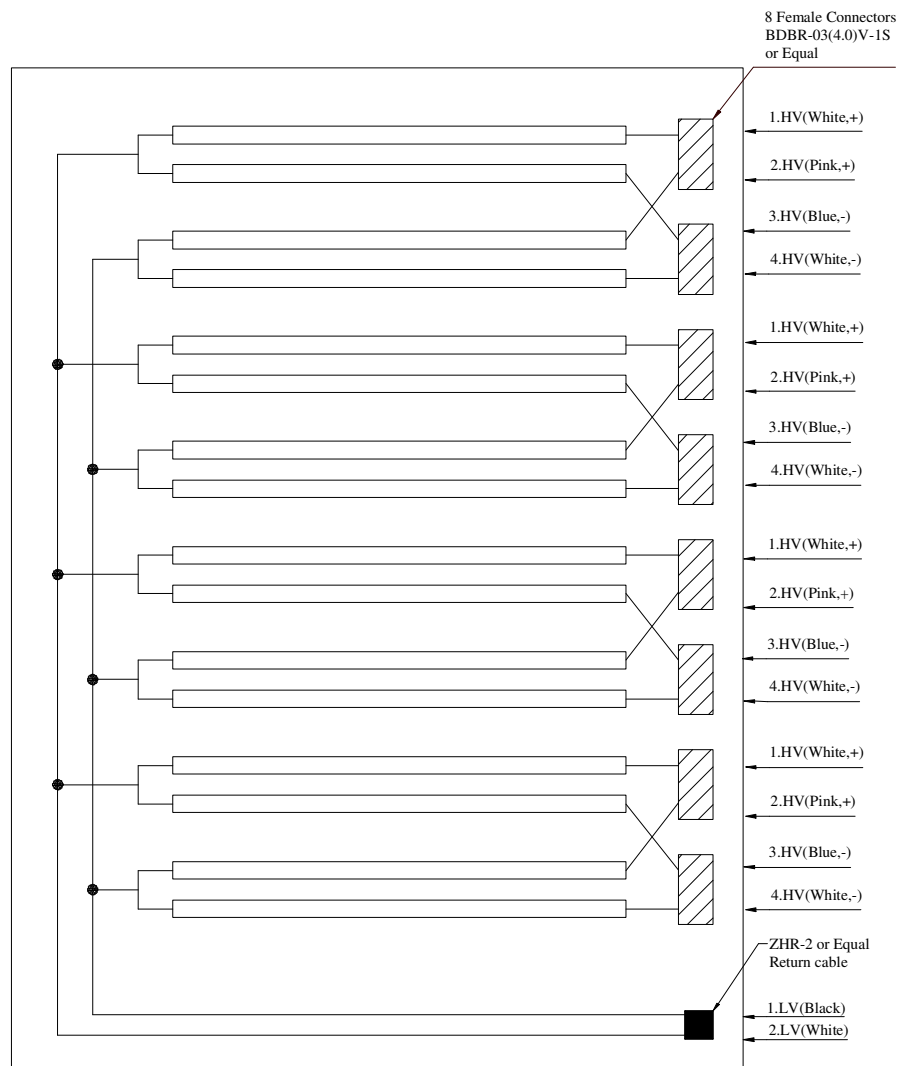 8 Female Connectors
BDBR-03(4.0)V-1S
or Equal
1.HV(White,+)
2.HV(Pink,+)
3.HV(Blue,-)
4.HV(White,-)
1.HV(White,+)
2.HV(Pink,+)
3.HV(Blue,-)
4.HV(White,-)
1.HV(White,+)
2.HV(Pink,+)
3.HV(Blue,-)
4.HV(White,-)
1.HV(White,+)
2.HV(Pink,+)
3.HV(Blue,-)
4.HV(White,-)
ZHR-2 or Equal
Return cable
1.LV(Black)
2.LV(White)